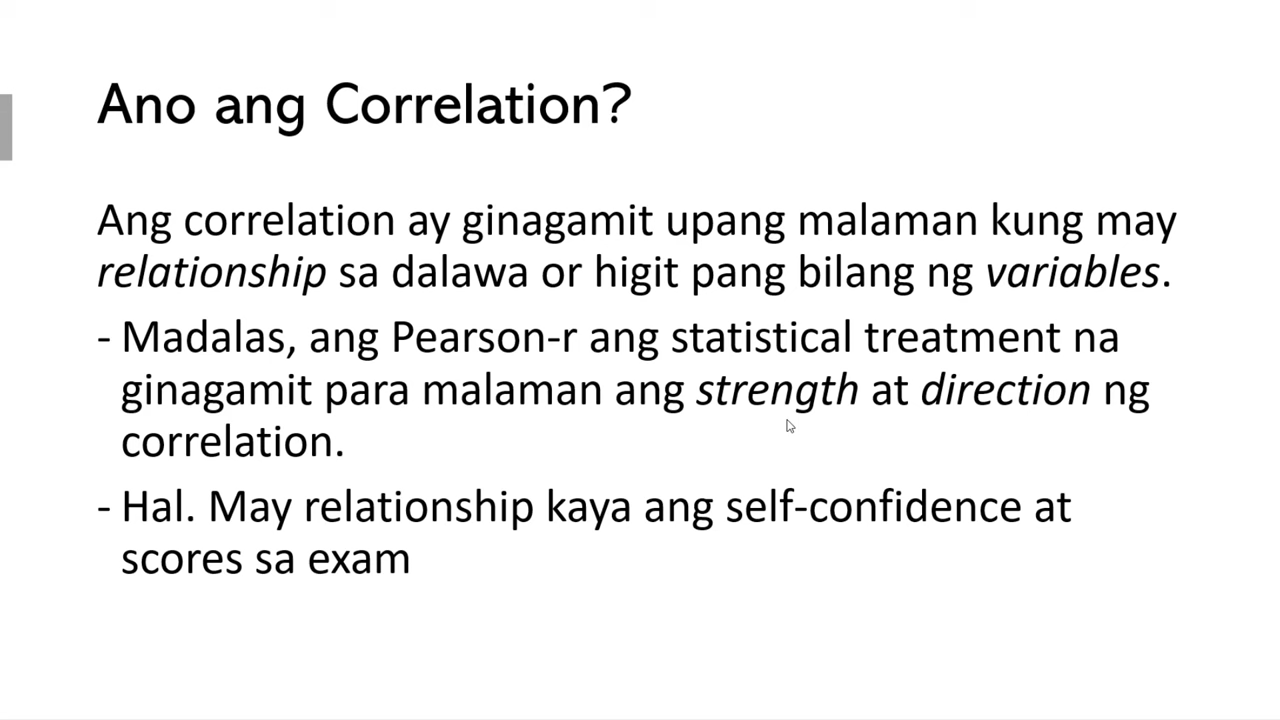 Ano ang Correlation?
Ang correlation ay ginagamit upang malaman kung may
relationship sa dalawa or higit pang bilang ng variables.
- Madalas, ang Pearson-r ang statistical treatment na
ginagamit para malaman ang strength at direction ng
correlation.
- Hal. May relationship kaya ang self-confidence at
scores sa exam